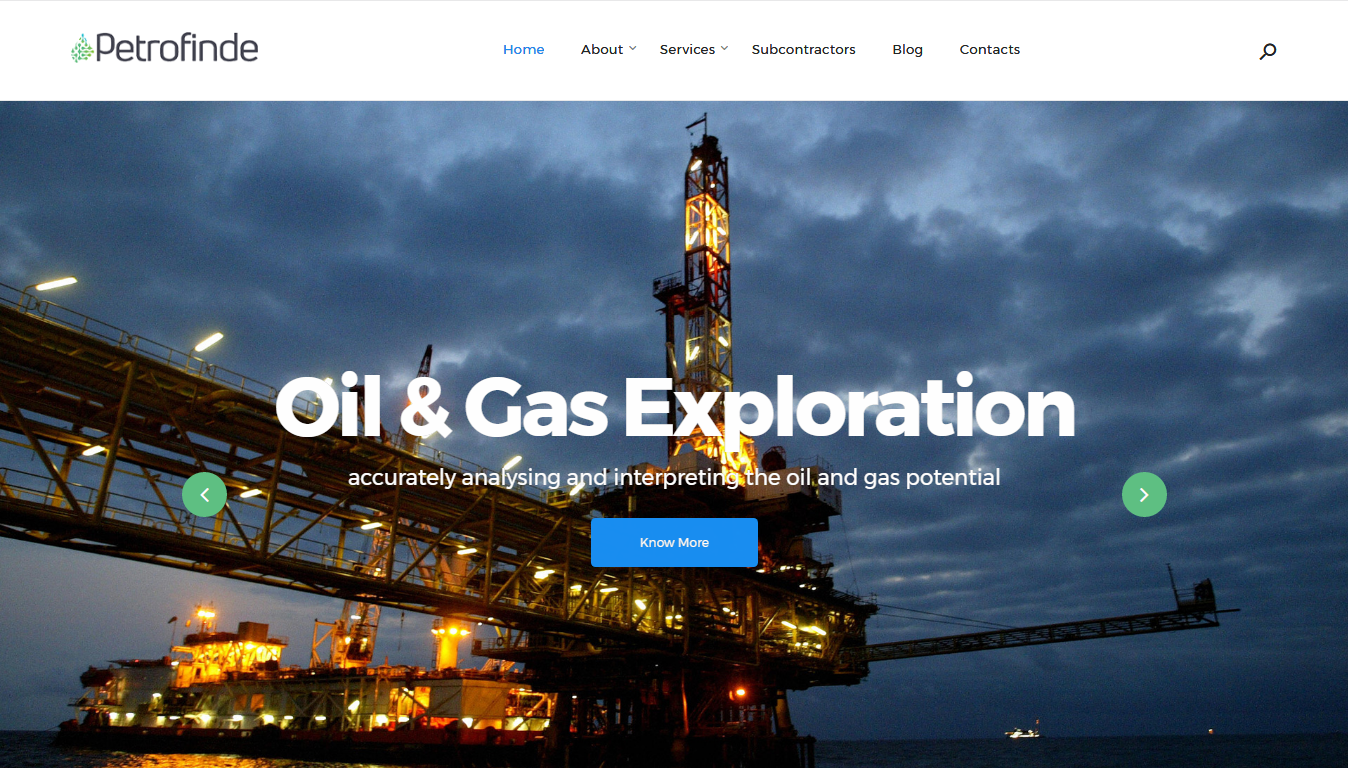 Petrofinde
Home About Services Subcontractors Blog Contacts
Oil & Gas Exploration
accurately analysing and interpreting the oil and gas potential
Know More